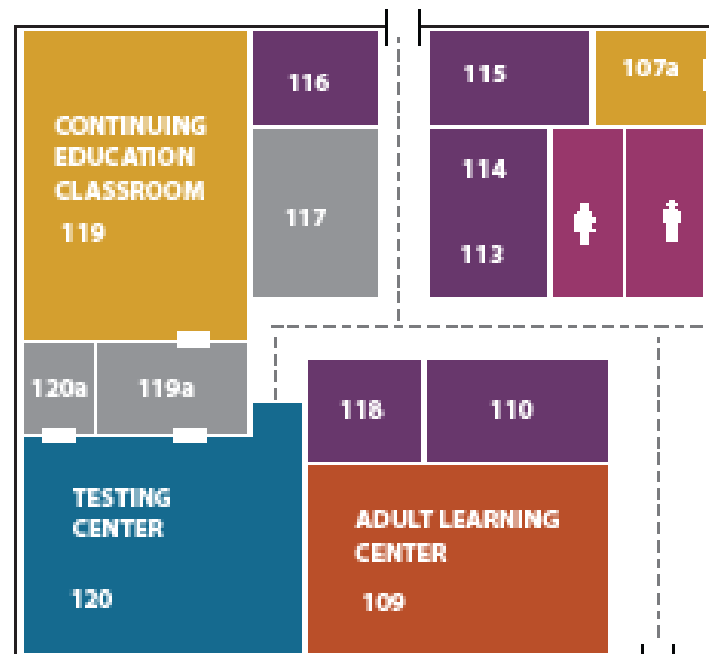 116
115
107a
CONTINUING
EDUCATION
CLASSROOM
119
117
114
113
120a
119a
118
110
TESTING
CENTER
120
ADULT LEARNING
CENTER
109